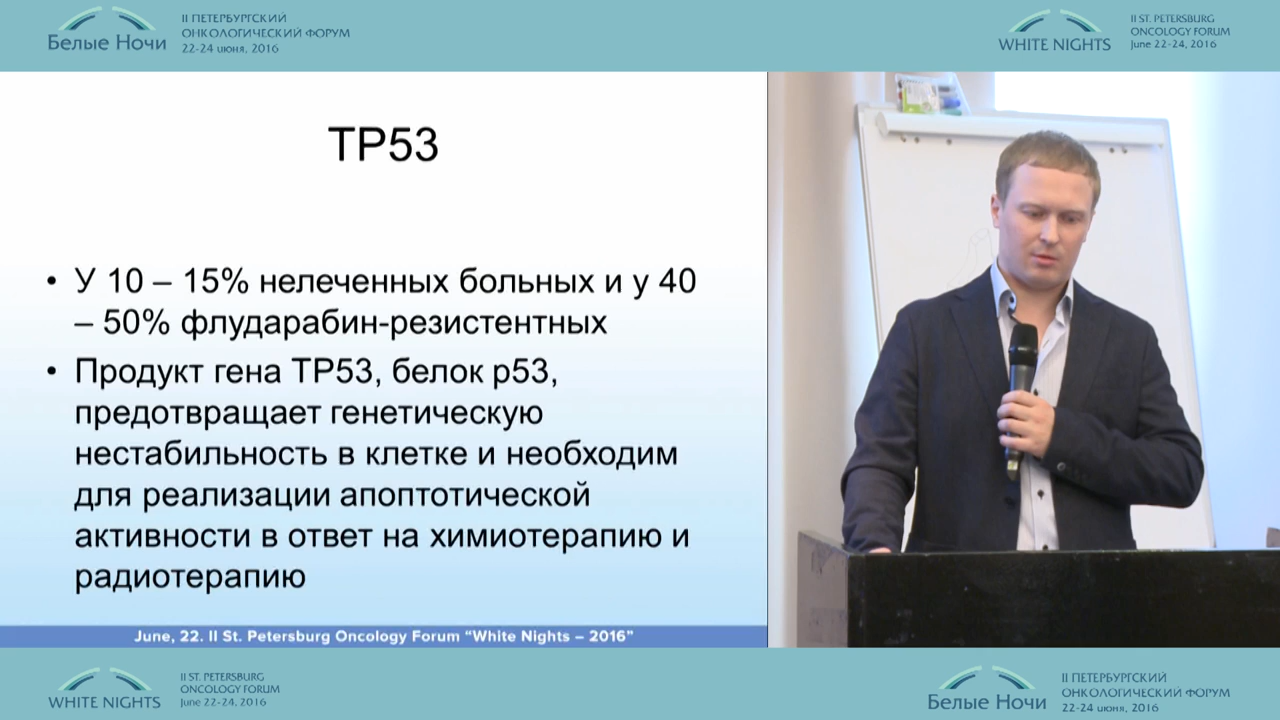 Белые Ночи
II ПЕТЕРБУРГСКИЙ
ОНКОЛОГИЧЕСКИЙ ФОРУМ
22-24 июня, 2016
WHITE NIGHTS
II ST. PETERSBURG
ONCOLOGY FORUM
June 22-24, 2016
TP53
• У 10 – 15% нелеченных больных и у 40
– 50% флударабин-резистентных
• Продукт гена TP53, белок p53,
предотвращает генетическую
нестабильность в клетке и необходим
для реализации апоптотической
активности в ответ на химиотерапию и
радиотерапию
June, 22. II St. Petersburg Oncology Forum “White Nights – 2016”
WHITE NIGHTS
II ST. PETERSBURG
ONCOLOGY FORUM
June 22-24, 2016
Белые Ночи
II ПЕТЕРБУРГСКИЙ
ОНКОЛОГИЧЕСКИЙ ФОРУМ
22-24 июня, 2016